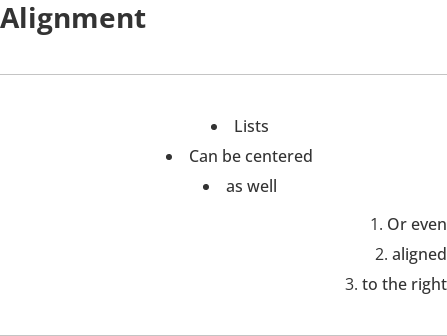 Alignment
• Lists
• Can be centered
• as well
1. Or even
2. aligned
3. to the right